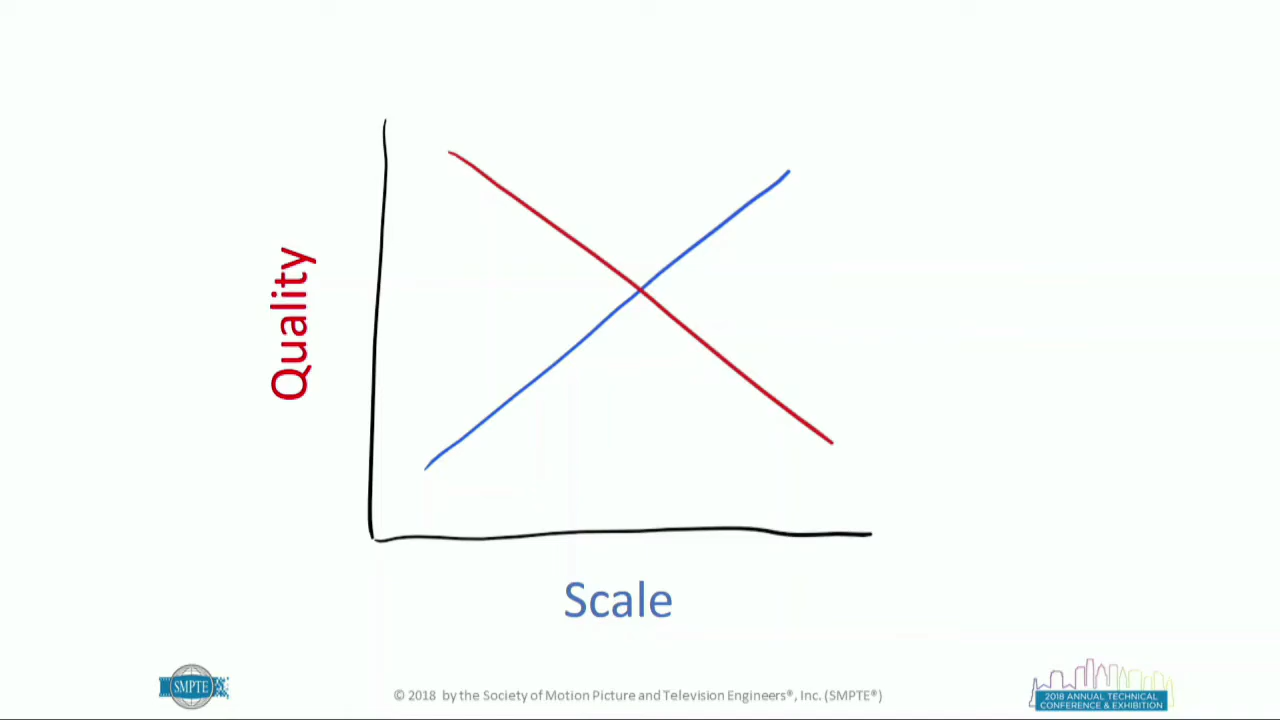 Quality
Scale
SMPTE
© 2018 by the Society of Motion Picture and Television Engineers®, Inc. (SMPTE®)
2018 ANNUAL TECHNICAL
CONFERENCE & EXHIBITION